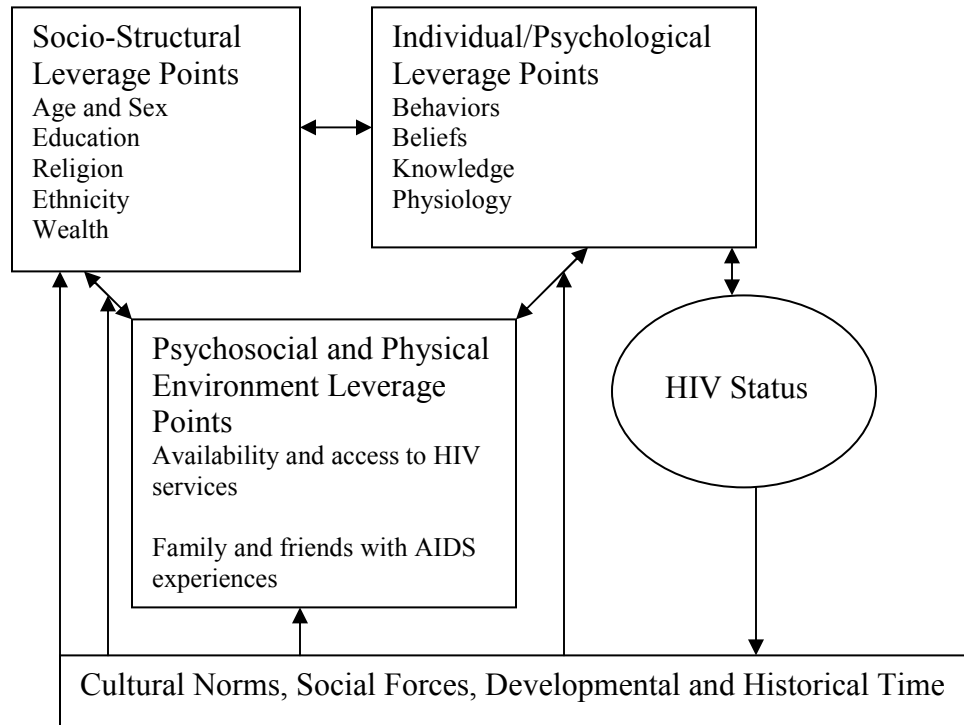 Socio-Structural
Leverage Points
Age and Sex
Education
Religion
Ethnicity
Wealth
Individual/Psychological
Leverage Points
Behaviors
Beliefs
Knowledge
Physiology
Psychosocial and Physical
Environment Leverage
Points
Availability and access to HIV
services
Family and friends with AIDS
experiences
HIV Status
Cultural Norms, Social Forces, Developmental and Historical Time